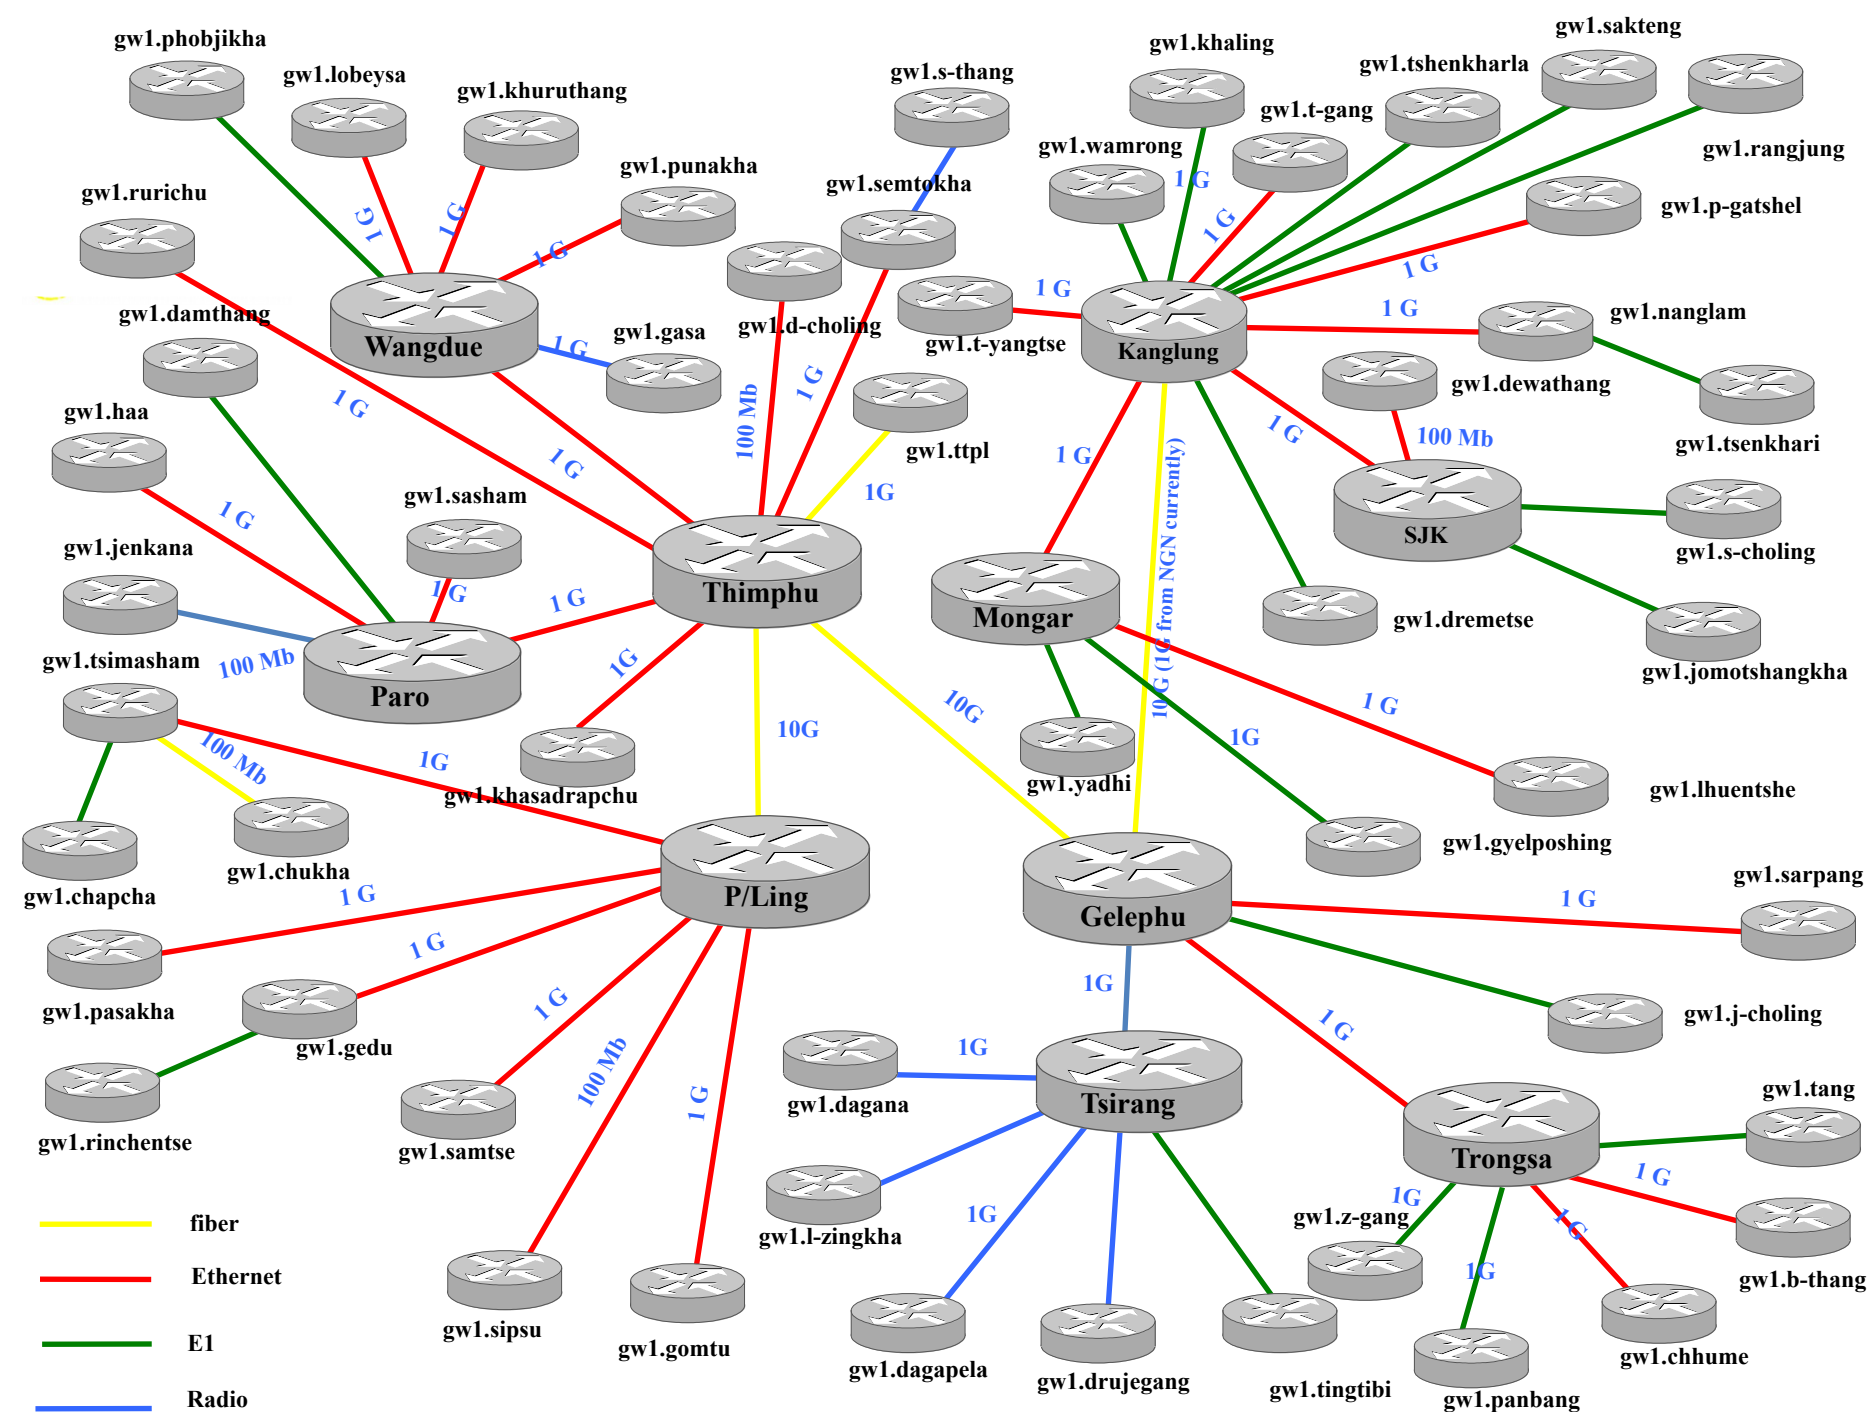 gw1.phobjikha
gw1.lobeysa
gw1.khuruthang
gw1.punakha
gw1.s-thang
gw1.semtokha
gw1.khaling
gw1.sakteng
gw1.tshenkharla
gw1.t-gang
gw1.wamrong
gw1.rangjung
gw1.p-gatshel
gw1.rurichu
gw1.damthang
gw1.haa
gw1.gasa
gw1.d-choling
gw1.t-yangtse
gw1.nanglam
gw1.dewathang
gw1.tsenkhari
gw1.ttpl
gw1.sasham
gw1.jenkana
gw1.tsimasham
gw1.s-choling
gw1.dremetse
gw1.jomotshangkha
Wangdue
Kanglung
SJK
Thimphu
Mongar
Paro
1G
1 G
1 G
1 G
1 G
1 G
1 G
100 Mb
1 G
1G
1 G
1 G
1 G
1 G
1 G
1 G
1 G
1 G
100 Mb
1 G
1 G
1 G
100 Mb
1G
10G
10G
10 G (1G from NGN currently)
1 G
1G
100 Mb
1G
gw1.khasadrapchu
gw1.yadhi
gw1.lhuentshe
gw1.gyelposhing
gw1.chapcha
gw1.chukha
P/Ling
Gelephu
gw1.sarpang
1 G
1 G
1 G
gw1.pasakha
gw1.gedu
gw1.j-choling
1G
1 G
1 G
100 Mb
1 G
1G
gw1.rinchentse
gw1.samtse
gw1.dagana
Tsirang
Trongsa
gw1.tang
1 G
1G
gw1.z-gang
1G
gw1.l-zingkha
1 G
1G
gw1.b-thang
gw1.sipsu
gw1.gomtu
gw1.dagapela
gw1.drujegang
gw1.tingtibi
gw1.panbang
gw1.chhume
fiber
Ethernet
E1
Radio